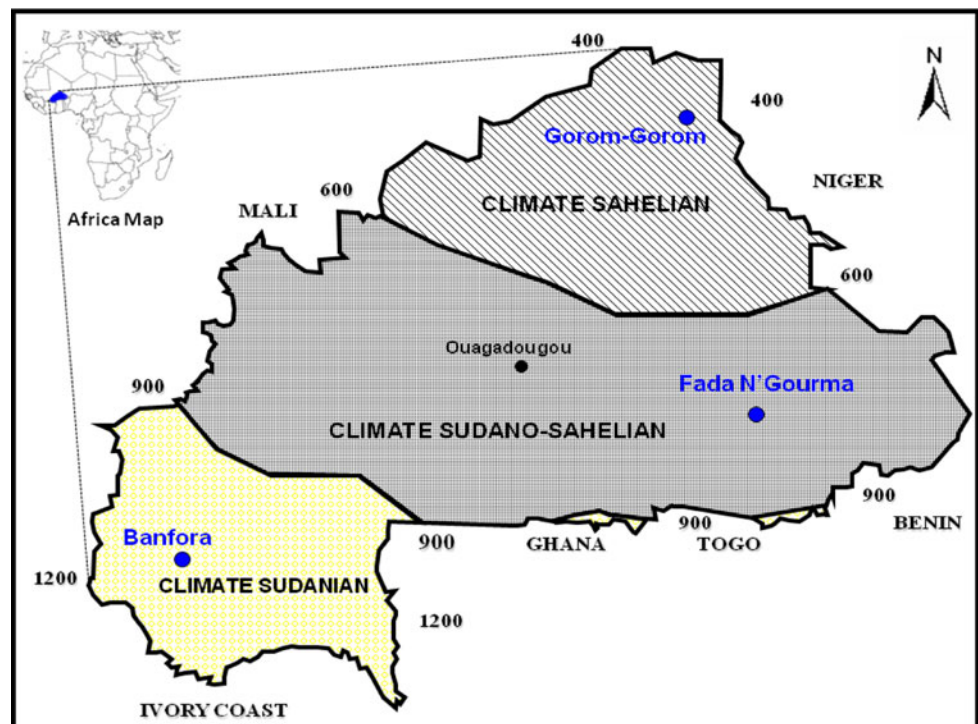 400
N
400
Gorom-Gorom
NIGER
CLIMATE SAHELIAN
600
MALI
Africa Map
600
Ouagadougou
Fada N'Gourma
900
CLIMATE SUDANO-SAHELIAN
900
BENIN
900
TOGO
GHANA
900
Banfora
1200
CLIMATE SUDANIAN
1200
IVORY COAST